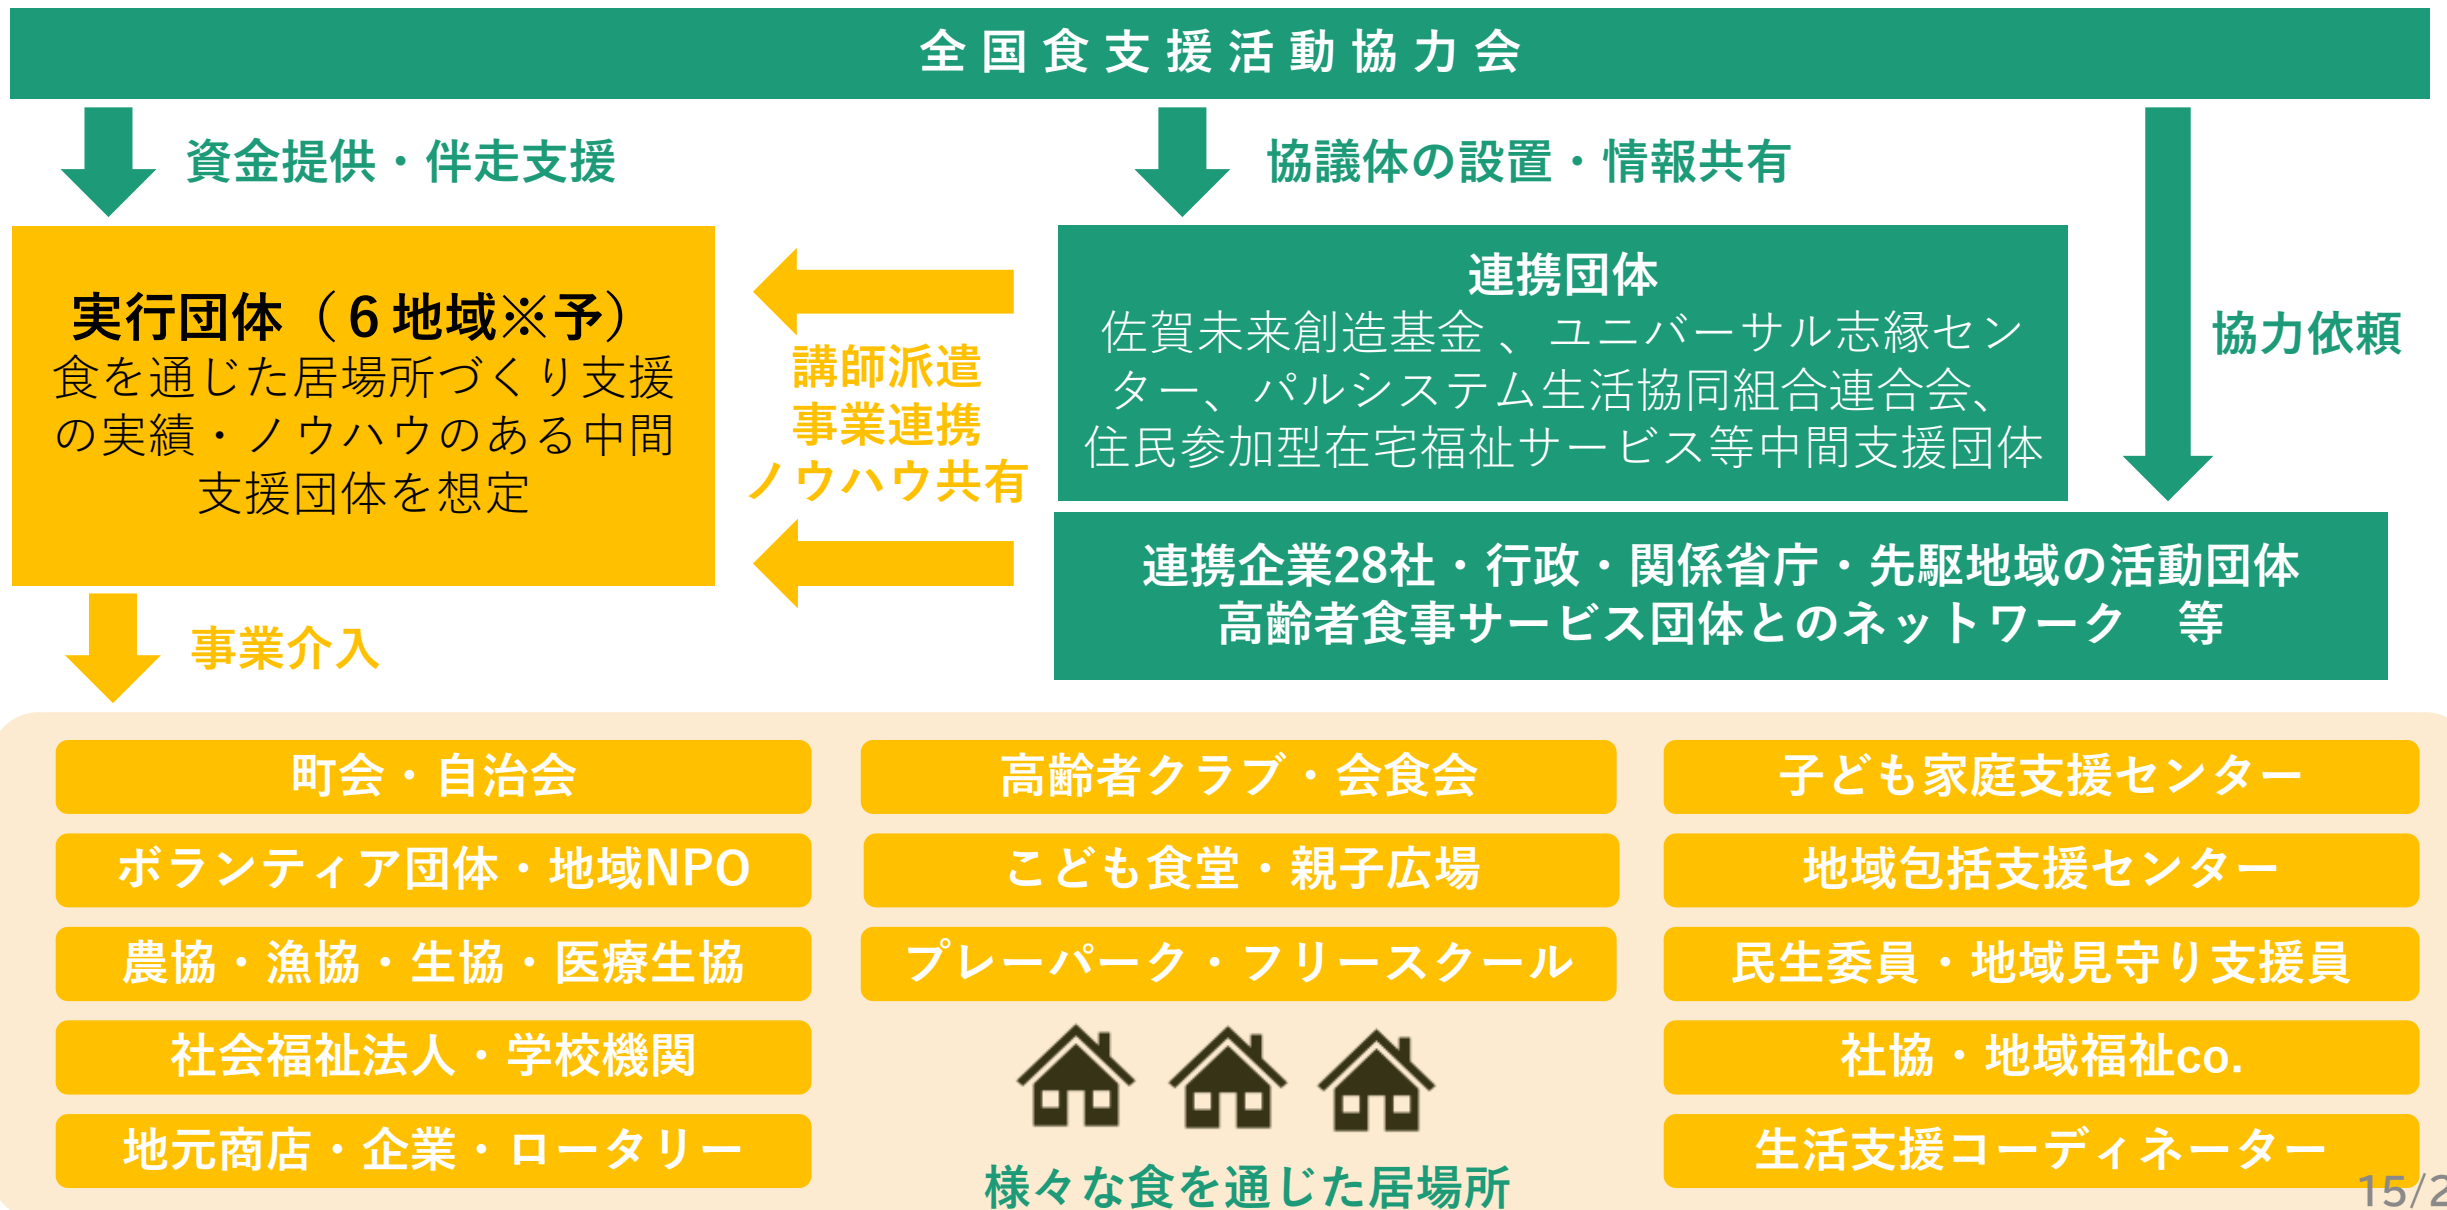 全国食支援活動協力会
資金提供・伴走支援
協議体の設置・情報共有
協力依頼
実行団体（６地域※予）
食を通じた居場所づくり支援
の実績・ノウハウのある中間
支援団体を想定
講師派遣
事業連携
ノウハウ共有
連携団体
佐賀未来創造基金 、ユニバーサル志縁セン
ター、パルシステム生活協同組合連合会、
住民参加型在宅福祉サービス等中間支援団体
連携企業28社・行政・関係省庁・先駆地域の活動団体
高齢者食事サービス団体とのネットワーク　等
事業介入
町会・自治会
ボランティア団体・地域NPO
農協・漁協・生協・医療生協
社会福祉法人・学校機関
地元商店・企業・ロータリー
高齢者クラブ・会食会
こども食堂・親子広場
プレーパーク・フリースクール
様々な食を通じた居場所
子ども家庭支援センター
地域包括支援センター
民生委員・地域見守り支援員
社協・地域福祉co.
生活支援コーディネーター
15/2